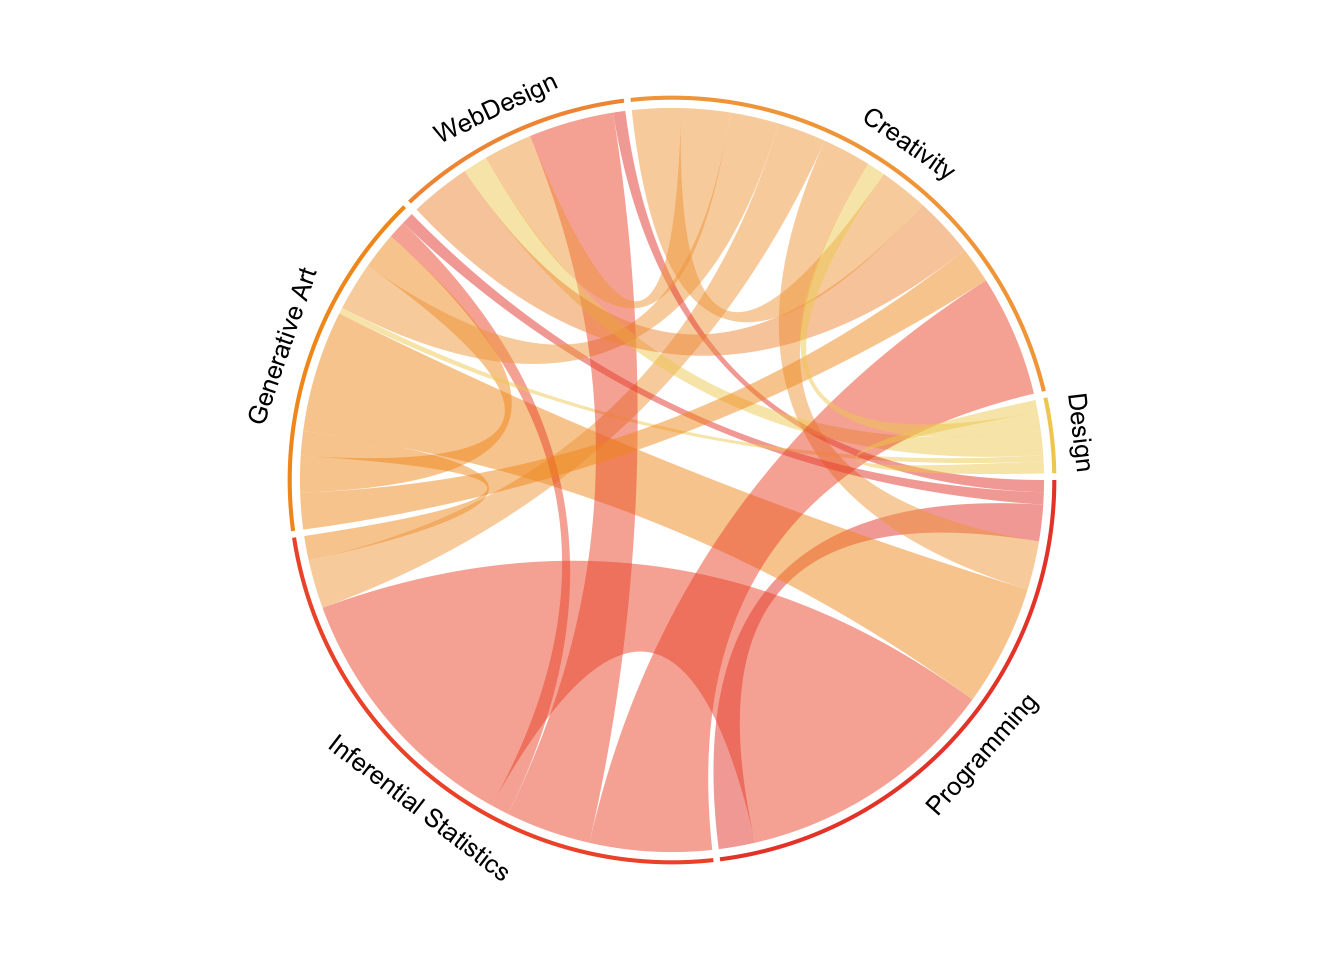 WebDesign
Creativity
Generative Art
Design
Programming
Inferential Statistics